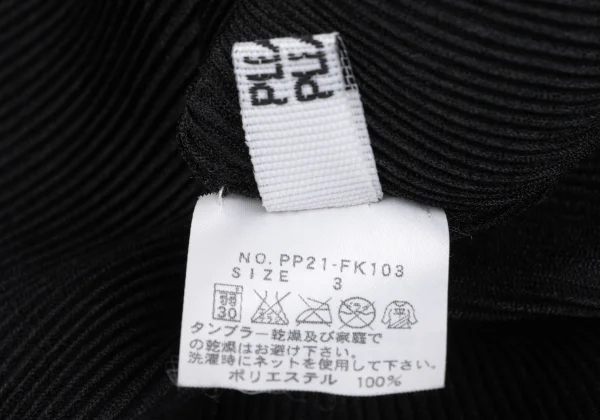 PLE
PLE
NO. PP21-FK103
SIZE 3
30
平
タンブラー乾燥及び家庭で
の乾燥はお避け下さい。
洗濯時にネットを使用して下さい。
ポリエステル 100%